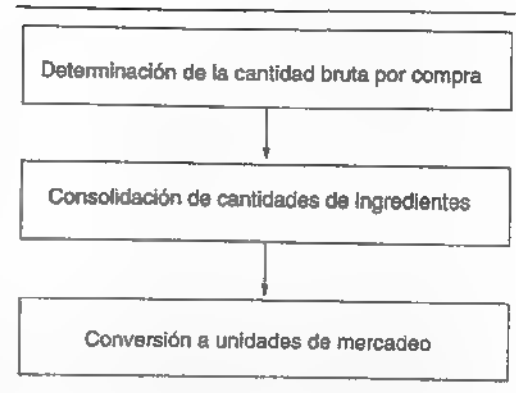 Determinación de la cantidad bruta por compra
Consolidación de cantidades de ingredientes
Conversión a unidades de mercadeo